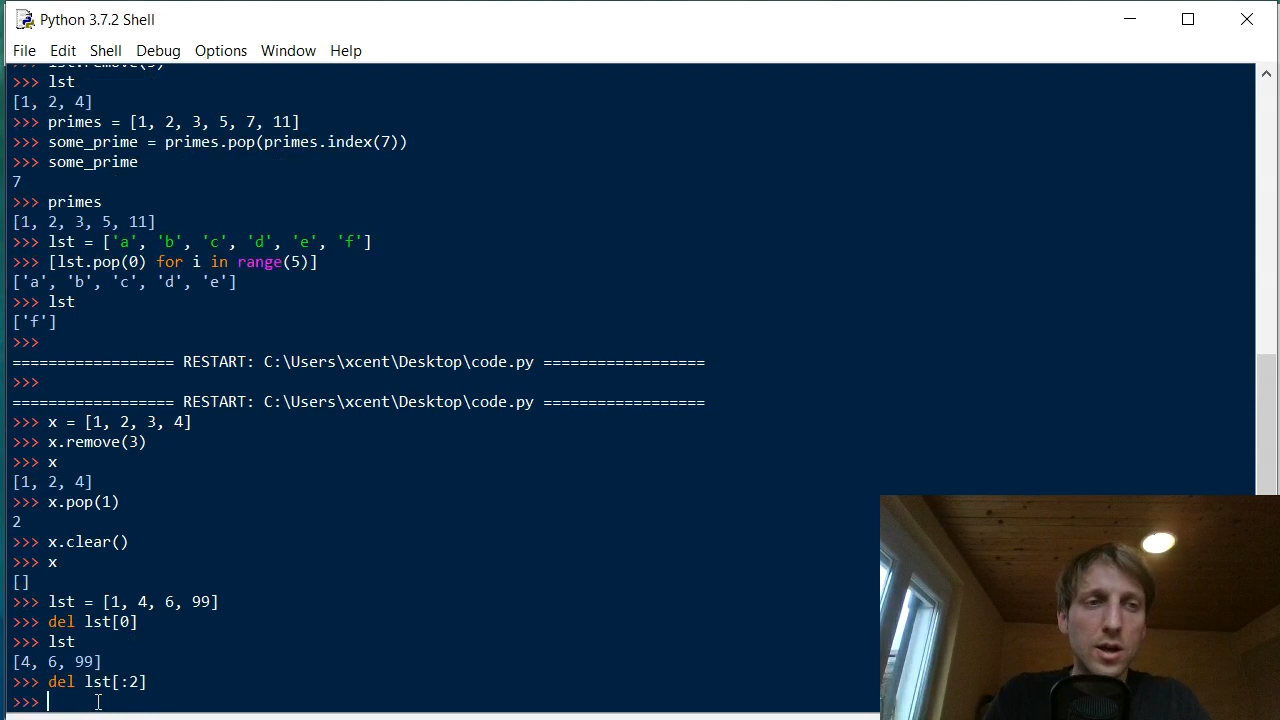 Python 3.7.2 Shell
File Edit Shell Debug Options Window Help
>>> lst.remove(3)
>>> lst
[1, 2, 4]
>>> primes = [1, 2, 3, 5, 7, 11]
>>> some_prime = primes.pop(primes.index(7))
>>> some_prime
7
>>> primes
[1, 2, 3, 5, 11]
>>> lst = ['a', 'b', 'c', 'd', 'e', 'f']
>>> [lst.pop(0) for i in range(5)]
['a', 'b', 'c', 'd', 'e']
>>> lst
['f']
>>>
================== RESTART: C:\Users\xcent\Desktop\code.py ==================
>>>
================== RESTART: C:\Users\xcent\Desktop\code.py ==================
>>> x = [1, 2, 3, 4]
>>> x.remove(3)
>>> x
[1, 2, 4]
>>> x.pop(1)
2
>>> x.clear()
>>> x
[]
>>> lst = [1, 4, 6, 99]
>>> del lst[0]
>>> lst
[4, 6, 99]
>>> del lst[:2]
>>>